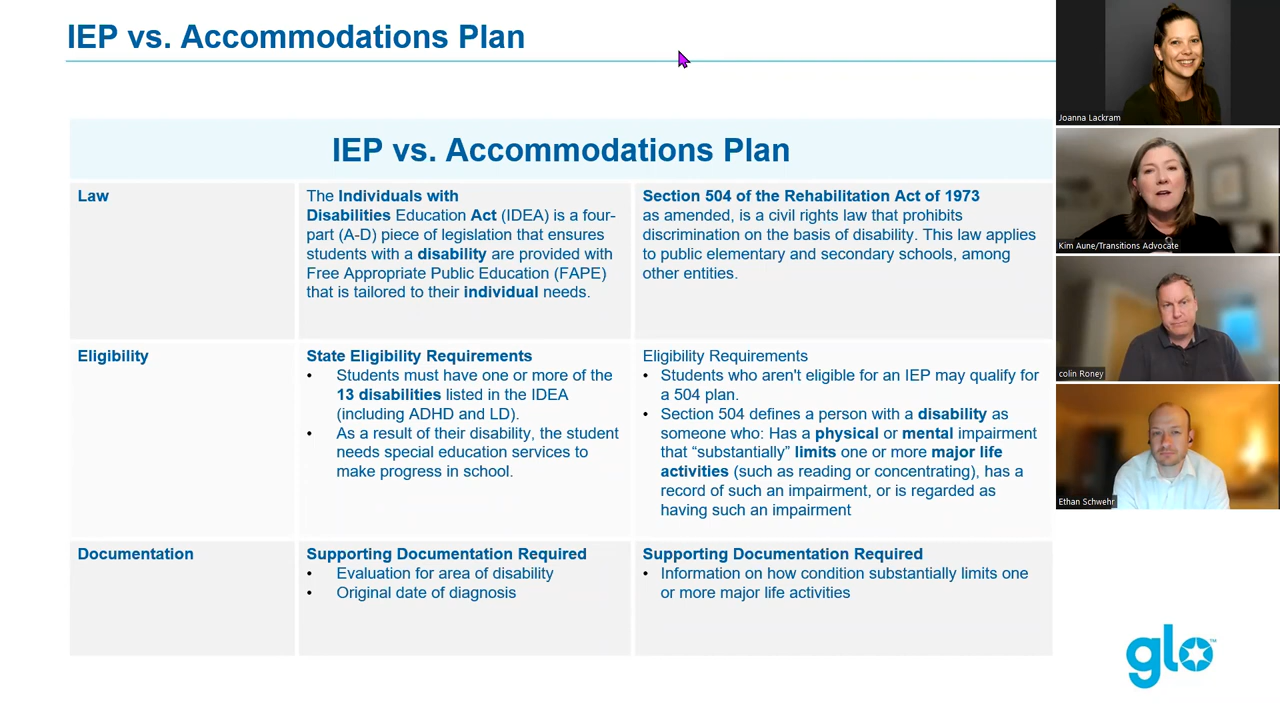 IEP vs. Accommodations Plan
IEP vs. Accommodations Plan
Law
The Individuals with
Disabilities Education Act (IDEA) is a four-
part (A-D) piece of legislation that ensures
students with a disability are provided with
Free Appropriate Public Education (FAPE)
that is tailored to their individual needs.
Section 504 of the Rehabilitation Act of 1973
as amended, is a civil rights law that prohibits
discrimination on the basis of disability. This law applies
to public elementary and secondary schools, among
other entities.
Eligibility
State Eligibility Requirements
• Students must have one or more of the
13 disabilities listed in the IDEA
(including ADHD and LD).
• As a result of their disability, the student
needs special education services to
make progress in school.
Eligibility Requirements
• Students who aren't eligible for an IEP may qualify for
a 504 plan.
• Section 504 defines a person with a disability as
someone who: Has a physical or mental impairment
that “substantially” limits one or more major life
activities (such as reading or concentrating), has a
record of such an impairment, or is regarded as
having such an impairment
Documentation
Supporting Documentation Required
• Evaluation for area of disability
• Original date of diagnosis
Supporting Documentation Required
• Information on how condition substantially limits one
or more major life activities
Joanna Lackram
Kim Aune/Transitions Advocate
colin Roney
Ethan Schwehr
glo™